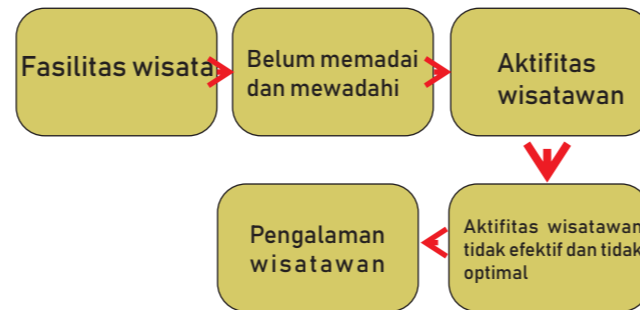 Fasilitas wisata
Belum memadai
dan mewadahi
Aktifitas
wisatawan
Aktifitas wisatawan
tidak efektif dan tidak
optimal
Pengalaman
wisatawan